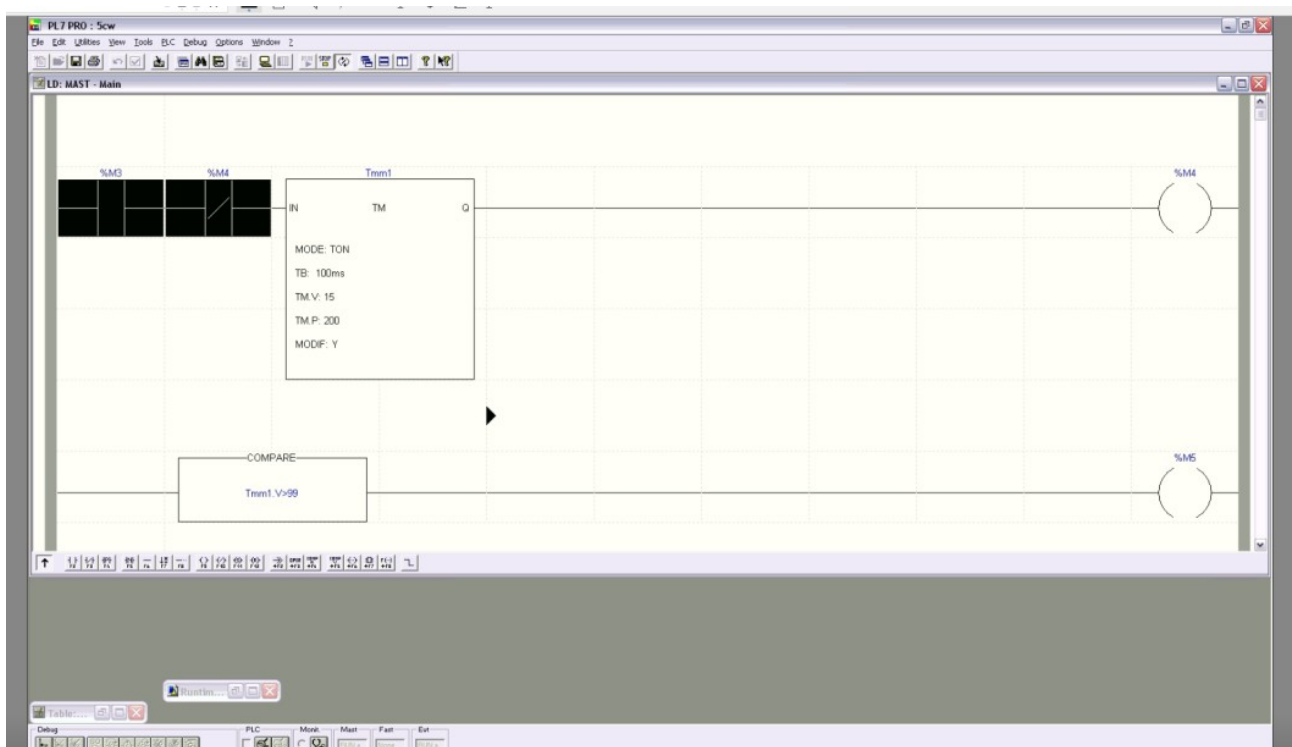 PL7 PRO : 5cw
File Edit Utilities View Tools PLC Debug Options Window ?
LD: MAST - Main
%M3 %M4 Tmm1 %M4
IN TM Q
MODE: TON
TB: 100ms
TM.V: 15
TM.P: 200
MODIF: Y
COMPARE %M5
Tmm1.V>99
Runtim...
Table:...
Debug PLC Monit. Mast Fast Evt